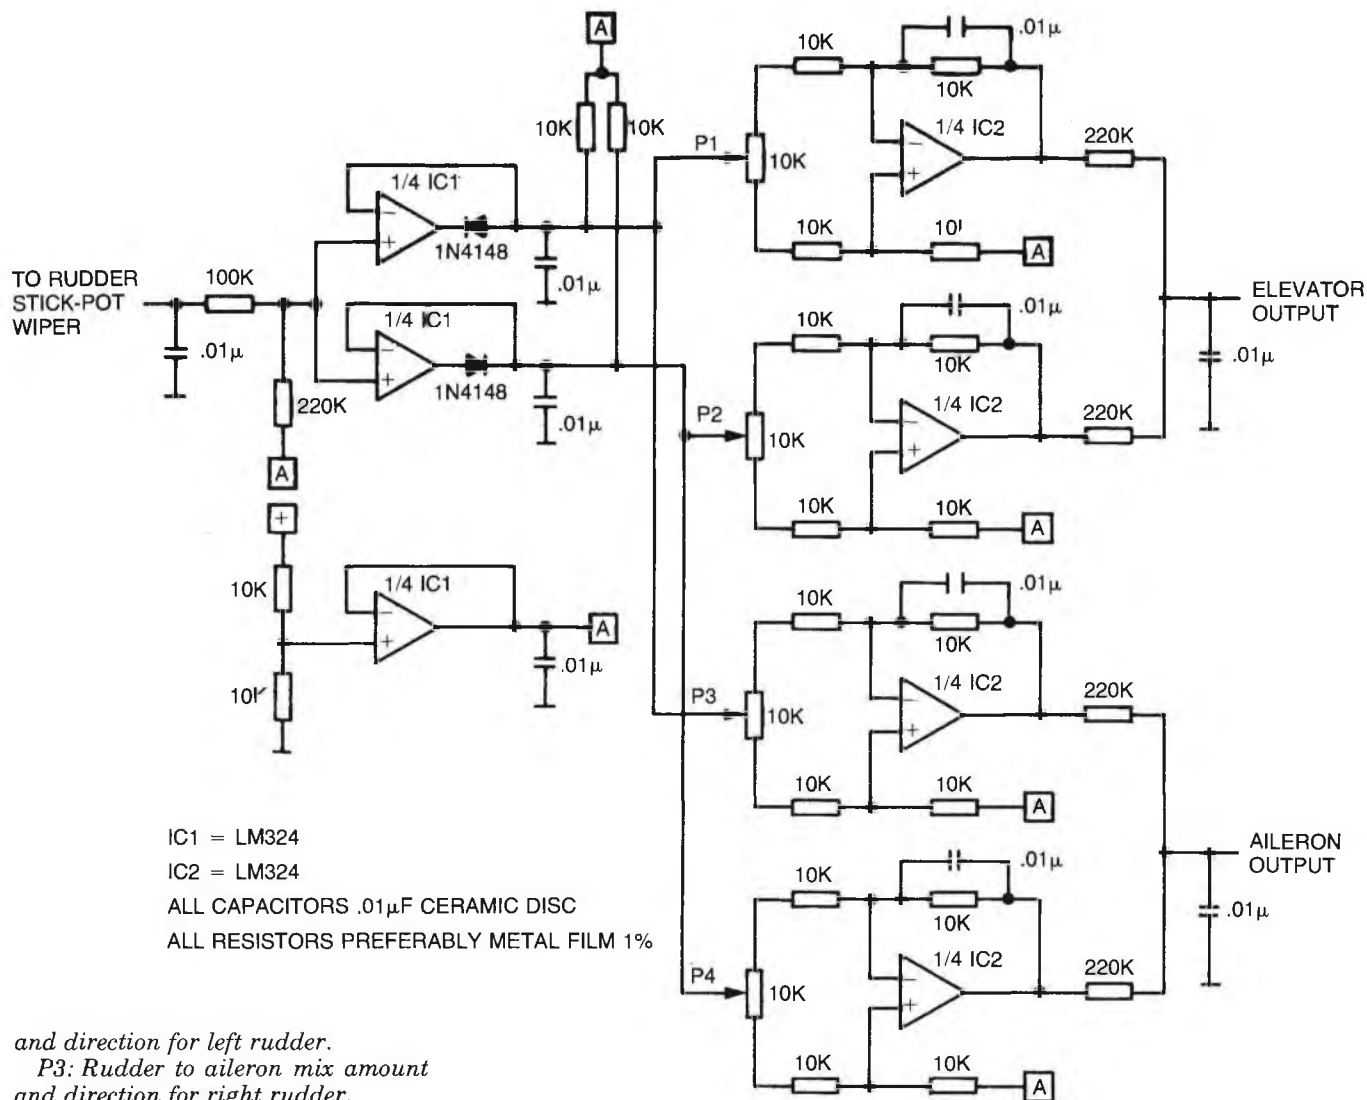 A
10K 10K
TO RUDDER
STICK-POT
WIPER
100K
.01μ
220K
A
+
10K
1/4 IC1
1N4148
.01μ
1/4 IC1
1N4148
.01μ
1/4 IC1
A
.01μ
P1
10K
10K
.01μ
10K
1/4 IC2
220K
10K
A
P2
10K
10K
.01μ
10K
1/4 IC2
220K
10K
10K
A
ELEVATOR
OUTPUT
.01μ
P3
10K
10K
.01μ
10K
1/4 IC2
220K
10K
10K
A
P4
10K
10K
.01μ
10K
1/4 IC2
220K
10K
10K
A
AILERON
OUTPUT
.01μ
IC1 = LM324
IC2 = LM324
ALL CAPACITORS .01μF CERAMIC DISC
ALL RESISTORS PREFERABLY METAL FILM 1%
and direction for left rudder.
P3: Rudder to aileron mix amount
and direction for right rudder.